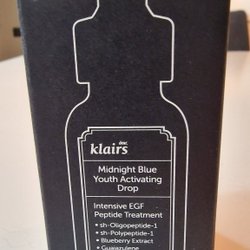 dear,
klairs
Midnight Blue
Youth Activating
Drop
Intensive EGF
Peptide Treatment
• sh-Oligopeptide-1
• sh-Polypeptide-1
• Blueberry Extract
• Guaiazulene